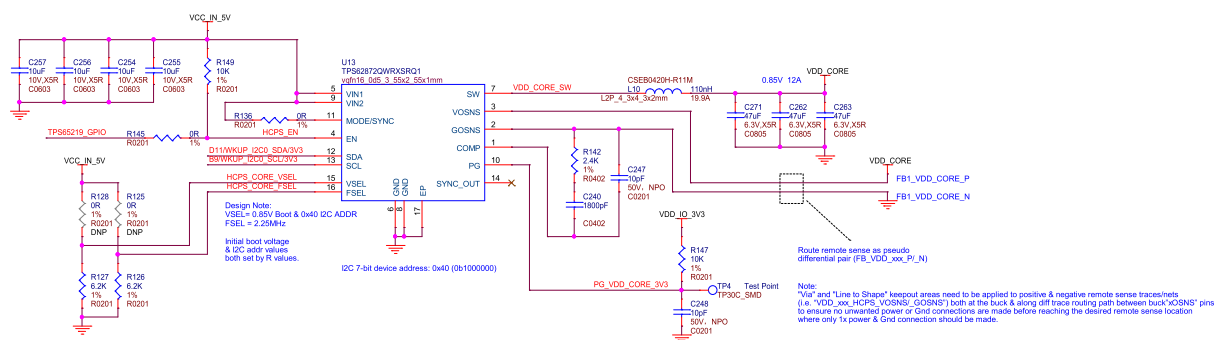 VCC_IN_5V
C257
10uF
10V,X5R
C0603
C256
10uF
10V,X5R
C0603
C254
10uF
10V,X5R
C0603
C255
10uF
10V,X5R
C0603
R149
10K
1%
R0201
U13
TPS62872QWRXSRQ1
vqfn16_0d5_3_55x2_55x1mm
5 VIN1
9 VIN2
11 MODE/SYNC
4 EN
12 SDA
13 SCL
15 VSEL
16 FSEL
SW 7
VOSNS 3
GOSNS 2
COMP 1
PG 10
SYNC_OUT 14
GND
GND
EP
6
8
17
R136 0R
R0201 1%
TPS65219_GPIO
R145 0R
R0201 1%
HCPS_EN
D11/WKUP_I2C0_SDA/3V3
B9/WKUP_I2C0_SCL/3V3
HCPS_CORE_VSEL
HCPS_CORE_FSEL
VCC_IN_5V
R128
0R
1%
R0201
DNP
R125
0R
1%
R0201
DNP
R127
6.2K
1%
R0201
R126
6.2K
1%
R0201
Design Note:
VSEL= 0.85V Boot & 0x40 I2C ADDR
FSEL = 2.25MHz
Initial boot voltage
& I2C addr values
both set by R values.
I2C 7-bit device address: 0x40 (0b1000000)
VDD_CORE_SW
CSEB0420H-R11M
L10 110nH
L2P_4_3x4_3x2mm 19.9A
0.85V 12A
VDD_CORE
C271
47uF
6.3V,X5R
C0805
C262
47uF
6.3V,X5R
C0805
C263
47uF
6.3V,X5R
C0805
R142
2.4K
1%
R0402
C240
1800pF
C0402
C247
10pF
50V、NPO
C0201
VDD_CORE
FB1_VDD_CORE_P
FB1_VDD_CORE_N
Route remote sense as pseudo
differential pair (FB_VDD_xxx_P/_N)
VDD_IO_3V3
R147
10K
1%
R0201
PG_VDD_CORE_3V3
TP4 Test Point
TP30C_SMD
C248
10pF
50V、NPO
C0201
Note:
"Via" and "Line to Shape" keepout areas need to be applied to positive & negative remote sense traces/nets
(i.e. "VDD_xxx_HCPS_VOSNS/_GOSNS") both at the buck & along diff trace routing path between buck"xOSNS" pins
to ensure no unwanted power or Gnd connections are made before reaching the desired remote sense location
where only 1x power & Gnd connection should be made.